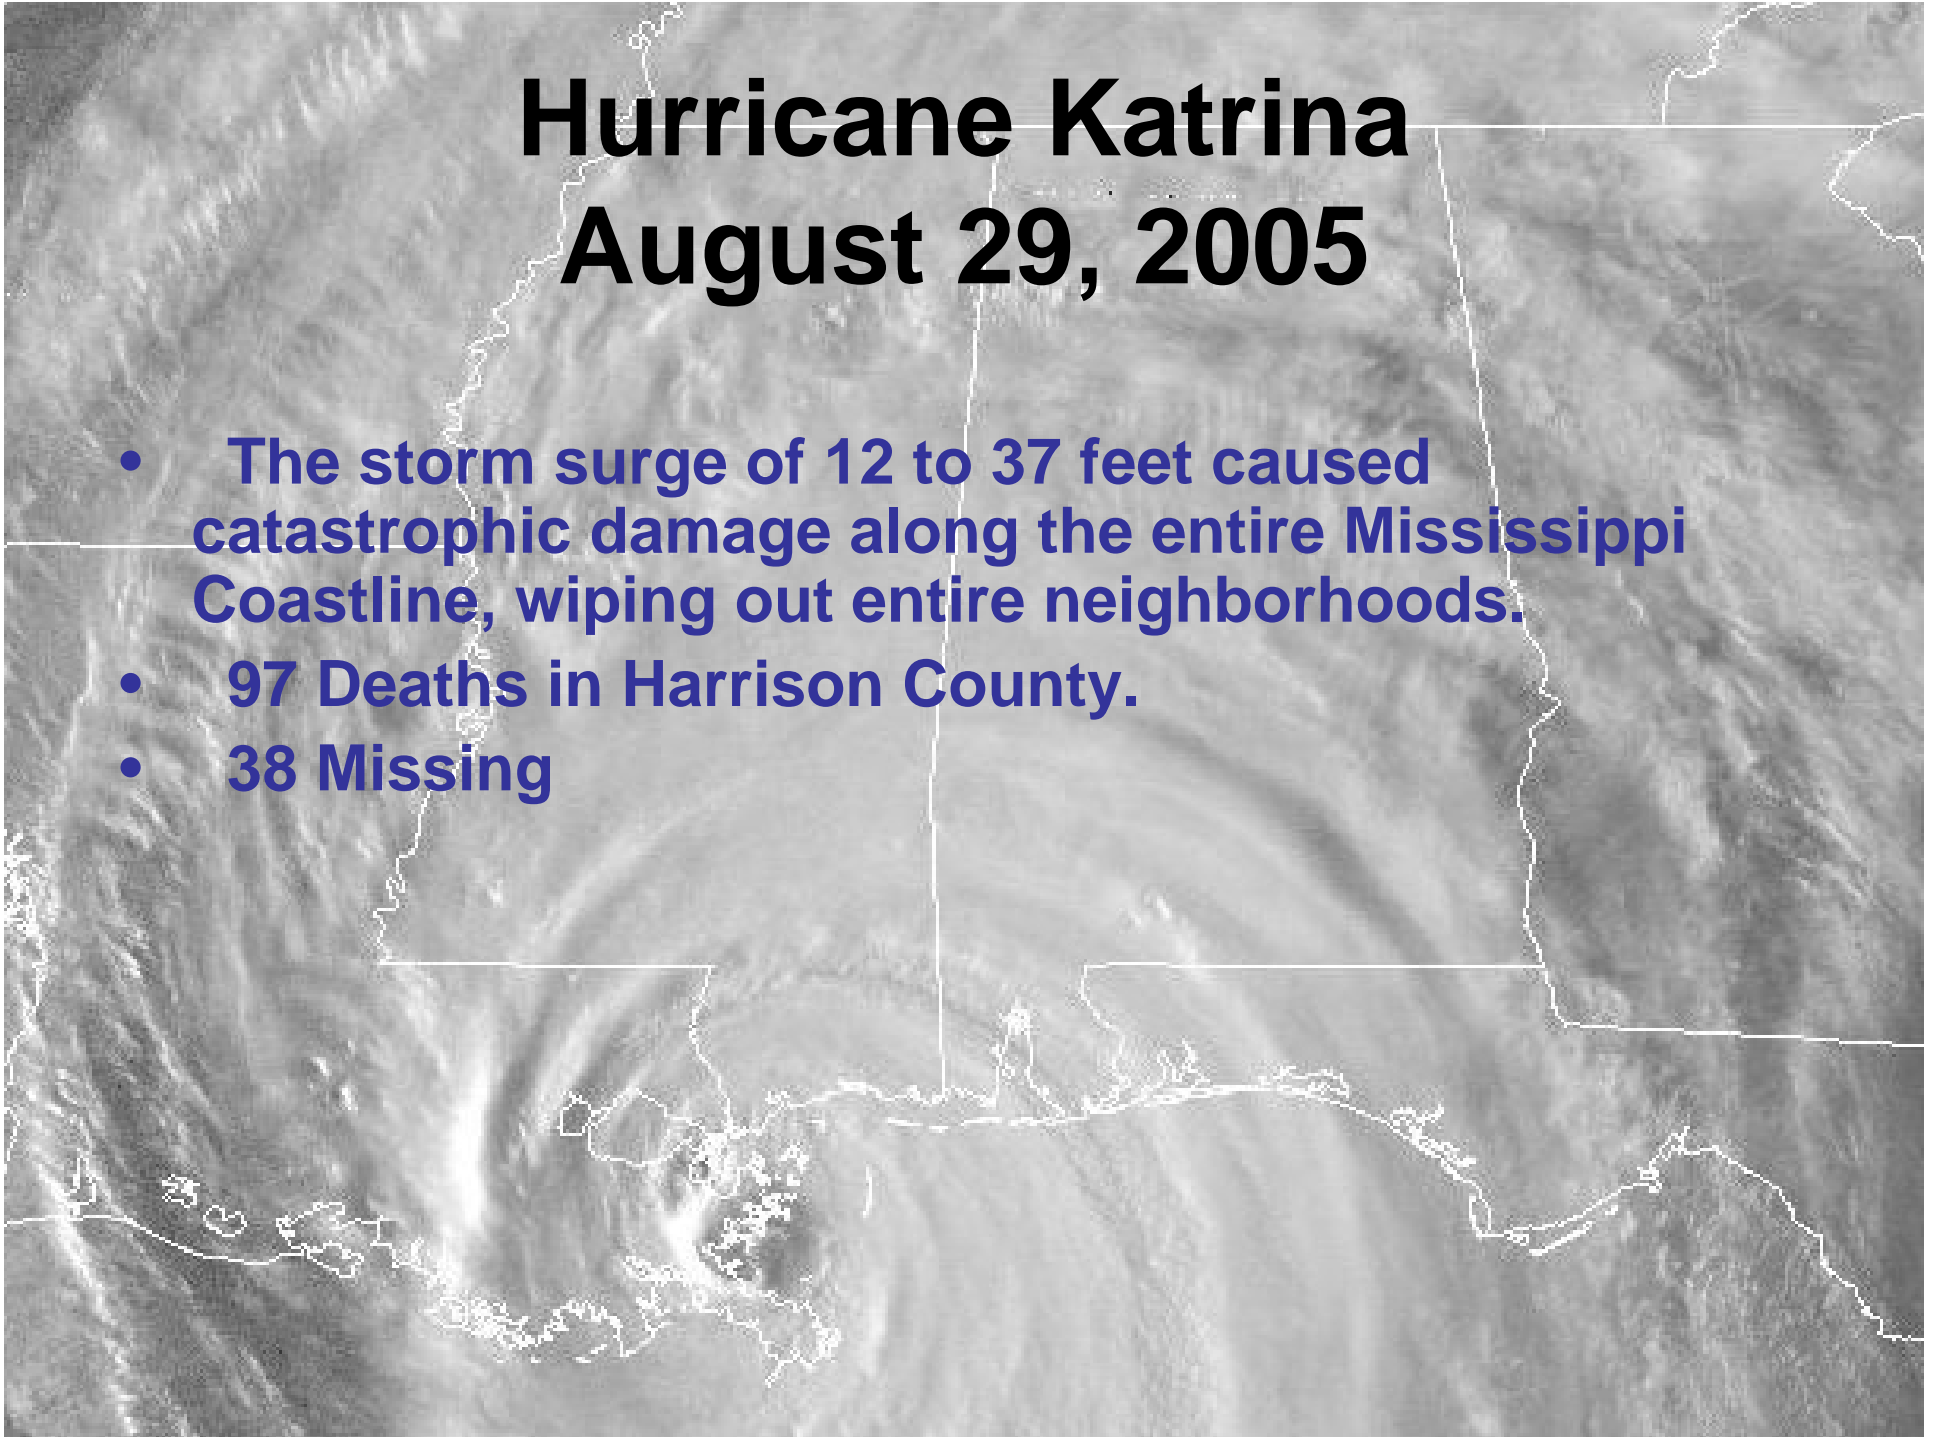 Hurricane Katrina
August 29, 2005
• The storm surge of 12 to 37 feet caused
catastrophic damage along the entire Mississippi
Coastline, wiping out entire neighborhoods.
• 97 Deaths in Harrison County.
• 38 Missing